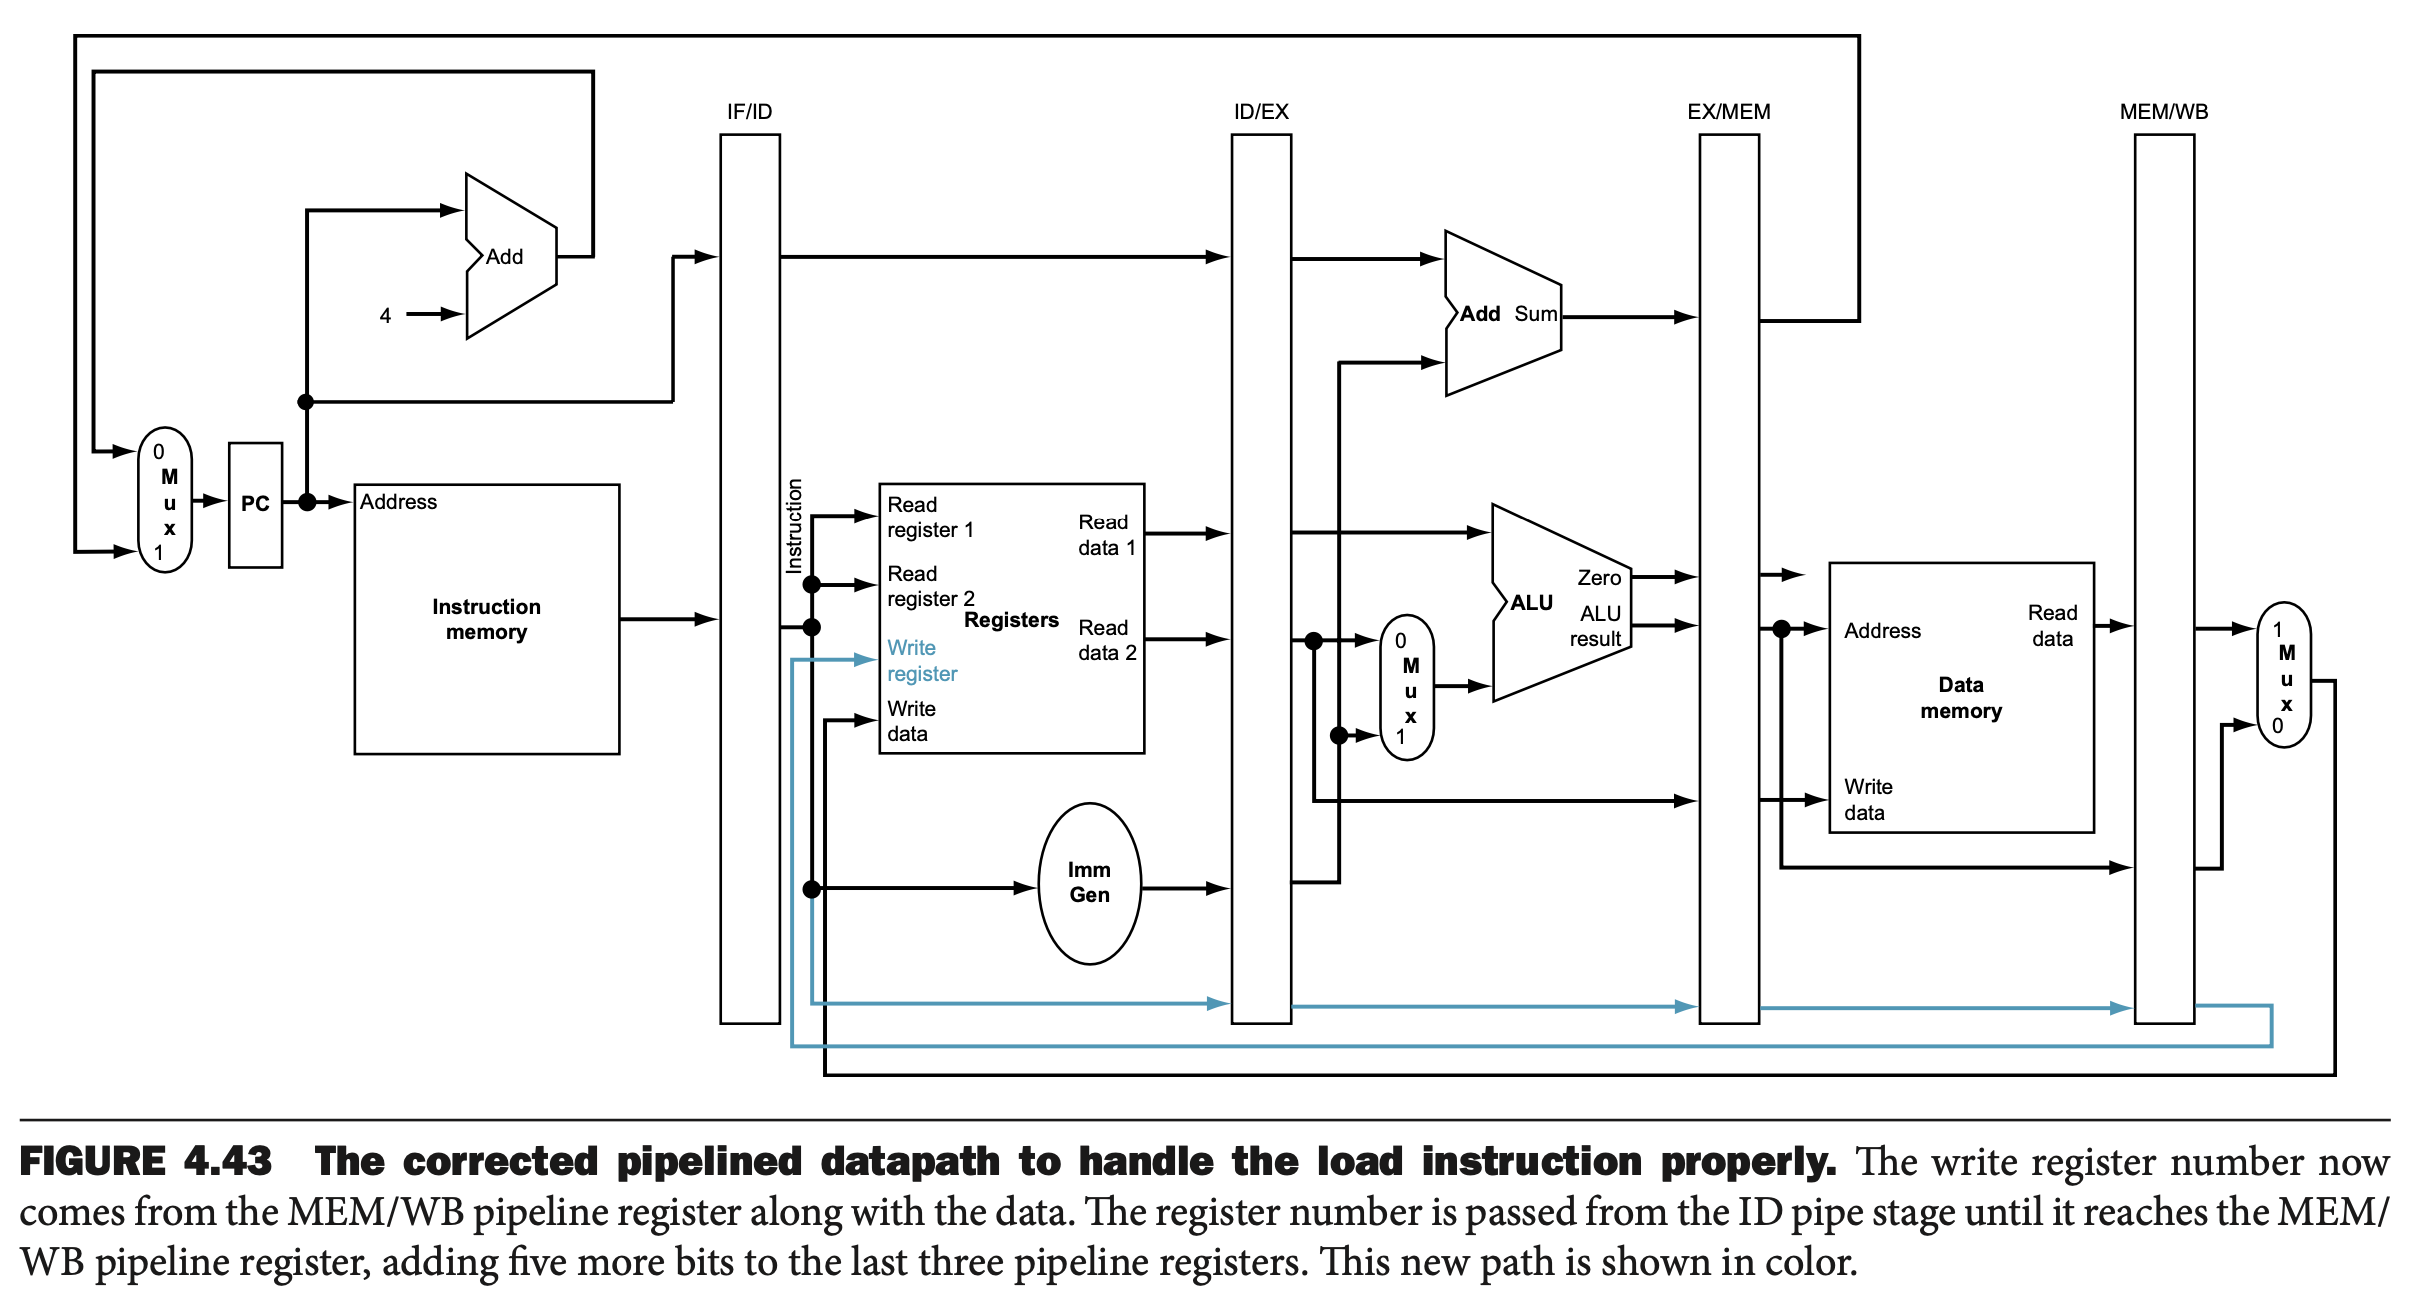 IF/ID
ID/EX
EX/MEM
MEM/WB
Add
4
Add Sum
0
M
u
x
1
PC
Address
Instruction
memory
Instruction
Read
register 1
Read
register 2
Registers
Write
register
Write
data
Read
data 1
Read
data 2
Imm
Gen
0
M
u
x
1
Zero
ALU
ALU
result
Address
Read
data
Data
memory
Write
data
1
M
u
x
0
FIGURE 4.43 The corrected pipelined datapath to handle the load instruction properly. The write register number now
comes from the MEM/WB pipeline register along with the data. The register number is passed from the ID pipe stage until it reaches the MEM/
WB pipeline register, adding five more bits to the last three pipeline registers. This new path is shown in color.